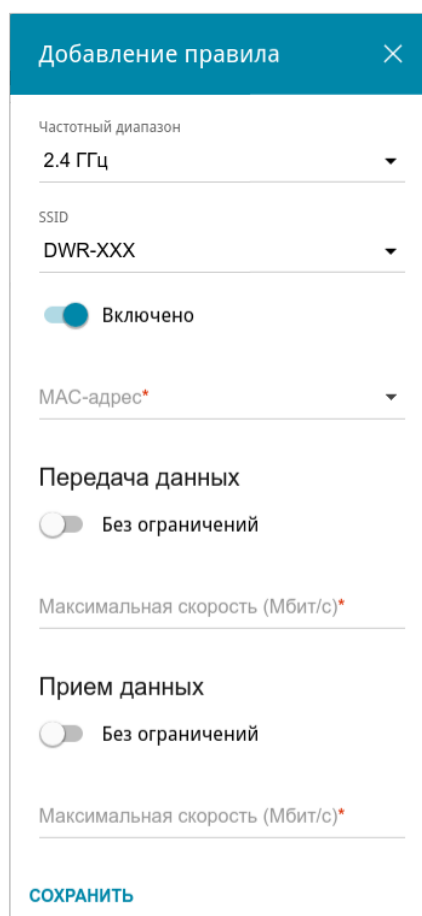 Добавление правила
Частотный диапазон
2.4 ГГц
SSID
DWR-XXX
Включено
MAC-адрес*
Передача данных
Без ограничений
Максимальная скорость (Мбит/с)*
Прием данных
Без ограничений
Максимальная скорость (Мбит/с)*
СОХРАНИТЬ